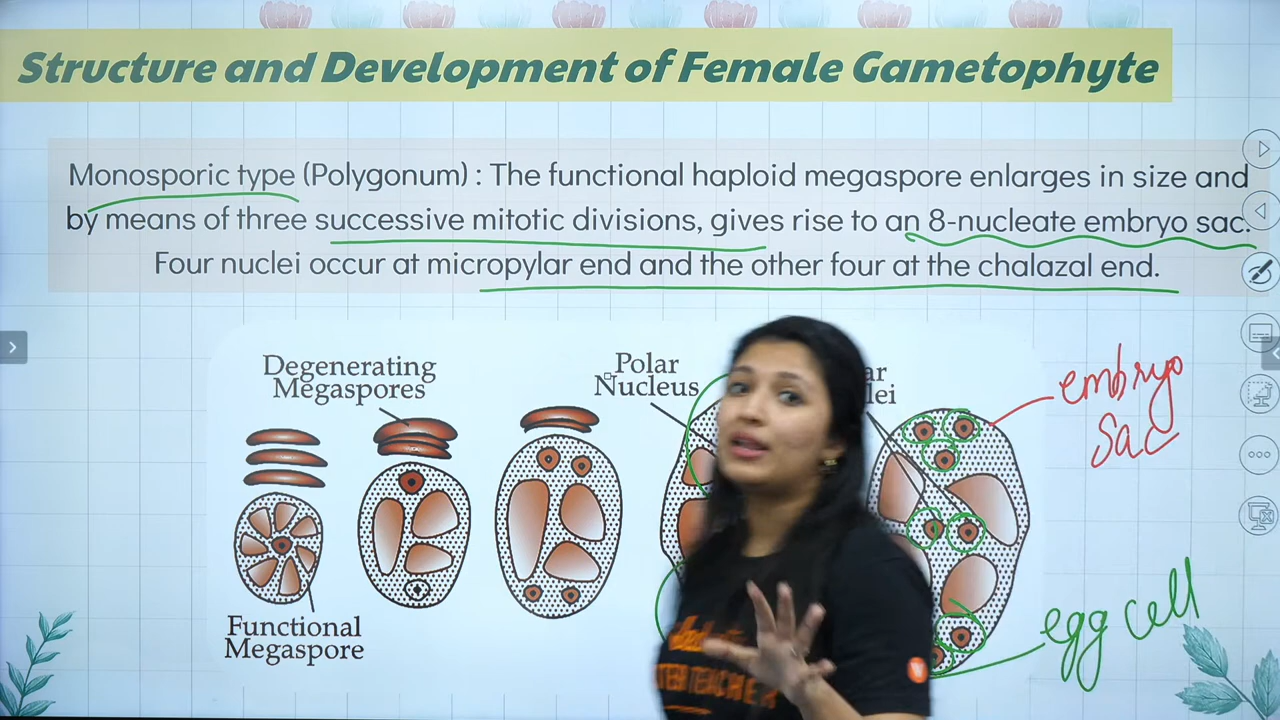 Structure and Development of Female Gametophyte
Monosporic type (Polygonum) : The functional haploid megaspore enlarges in size and
by means of three successive mitotic divisions, gives rise to an 8-nucleate embryo sac.
Four nuclei occur at micropylar end and the other four at the chalazal end.
Degenerating
Megaspores
Polar
Nucleus
ar
lei
embryo
sac
Functional
Megaspore
egg cell